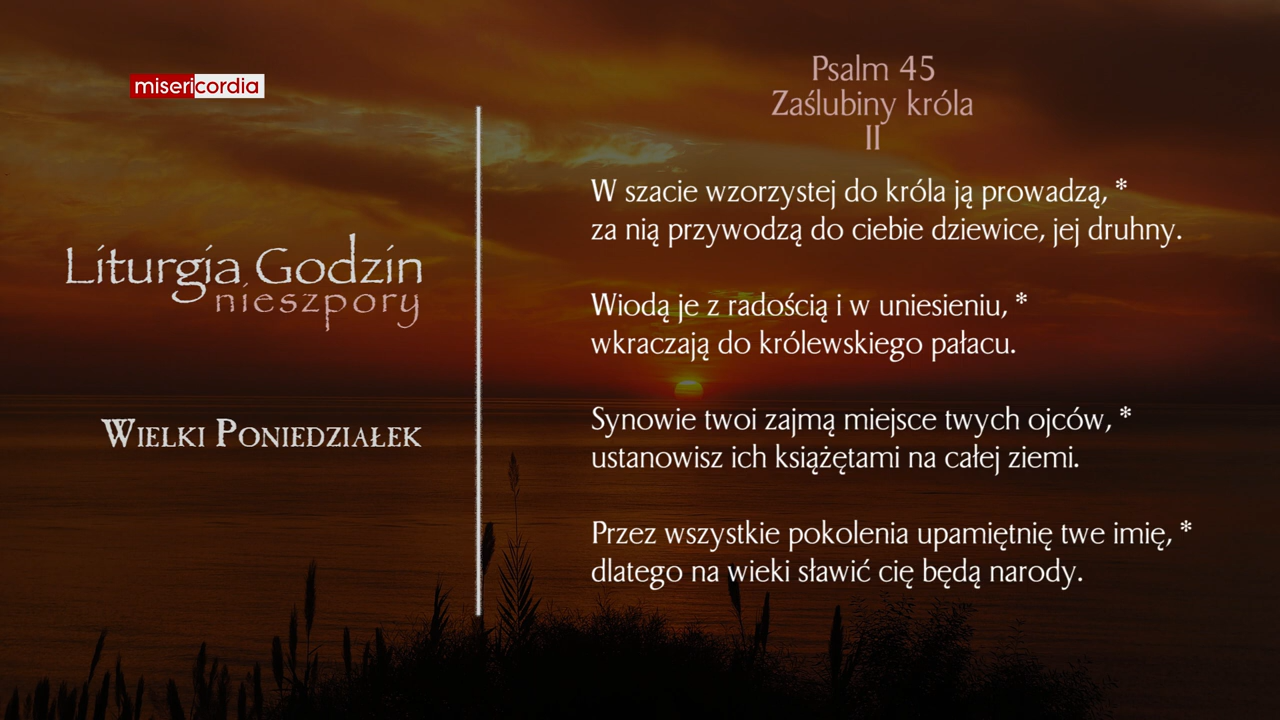 misericordia
Liturgia Godzin
nieszpory
Wielki Poniedziałek
Psalm 45
Zaślubiny króla
II
W szacie wzorzystej do króla ją prowadzą, *
za nią przywodzą do ciebie dziewice, jej druhny.
Wiodą je z radością i w uniesieniu, *
wkraczają do królewskiego pałacu.
Synowie twoi zajmą miejsce twych ojców, *
ustanowisz ich książętami na całej ziemi.
Przez wszystkie pokolenia upamiętnię twe imię, *
dlatego na wieki sławić cię będą narody.